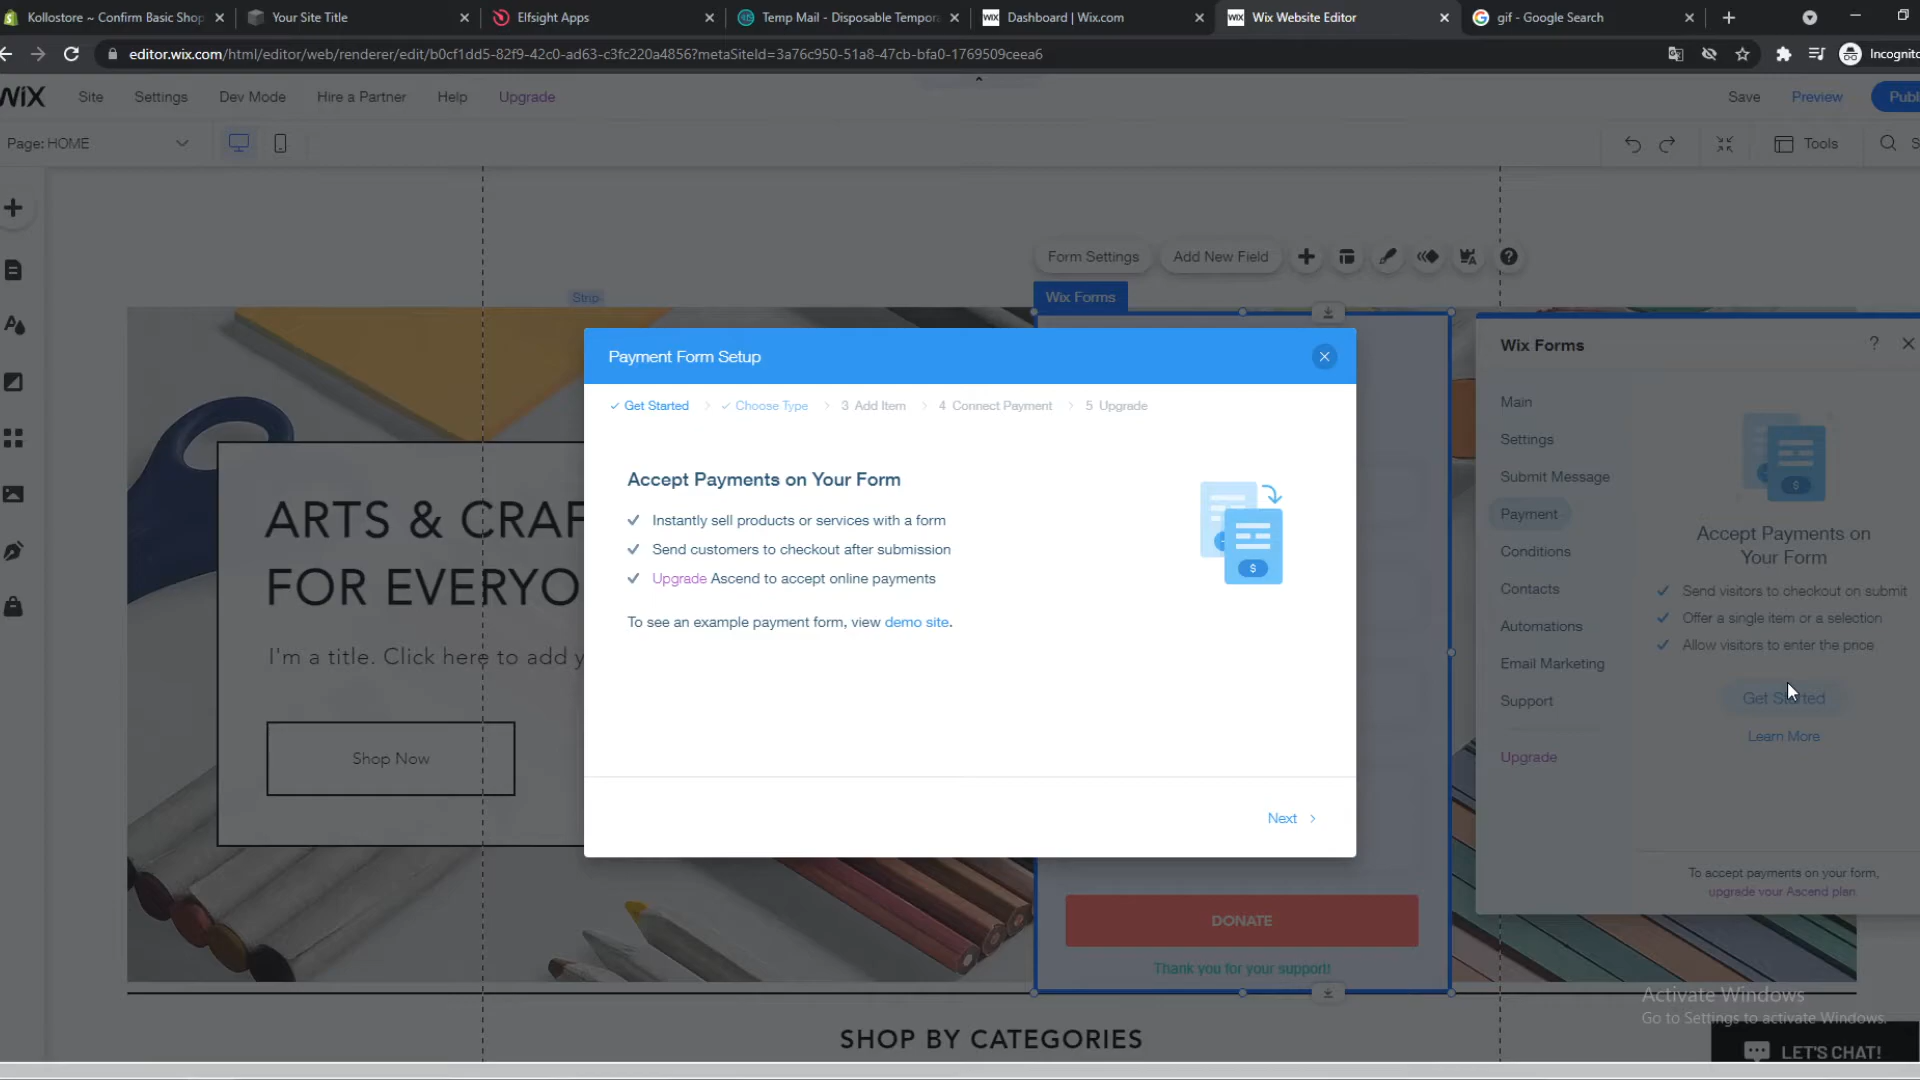 Kollostore ~ Confirm Basic Shop
Your Site Title
Elfsight Apps
Temp Mail - Disposable Tempora
Dashboard | Wix.com
Wix Website Editor
gif - Google Search
editor.wix.com/html/editor/web/renderer/edit/b0cf1dd5-82f9-42c0-ad63-c3fc220a4856?metaSiteId=3a76c950-51a8-47cb-bfa0-1769509ceea6
Incognito
WiX
Site
Settings
Dev Mode
Hire a Partner
Help
Upgrade
Save
Preview
Publ
Page: HOME
Tools
S
Form Settings
Add New Field
Strip
Wix Forms
Payment Form Setup
Get Started
Choose Type
3 Add Item
4 Connect Payment
5 Upgrade
Accept Payments on Your Form
Instantly sell products or services with a form
Send customers to checkout after submission
Upgrade Ascend to accept online payments
To see an example payment form, view demo site.
Next
ARTS & CRAF
FOR EVERYO
I'm a title. Click here to add y
Shop Now
Wix Forms
Main
Settings
Submit Message
Payment
Conditions
Contacts
Automations
Email Marketing
Support
Upgrade
Accept Payments on
Your Form
Send visitors to checkout on submit
Offer a single item or a selection
Allow visitors to enter the price
Get Started
Learn More
To accept payments on your form,
upgrade your Ascend plan.
DONATE
Thank you for your support!
Activate Windows
Go to Settings to activate Windows.
SHOP BY CATEGORIES
LET'S CHAT!